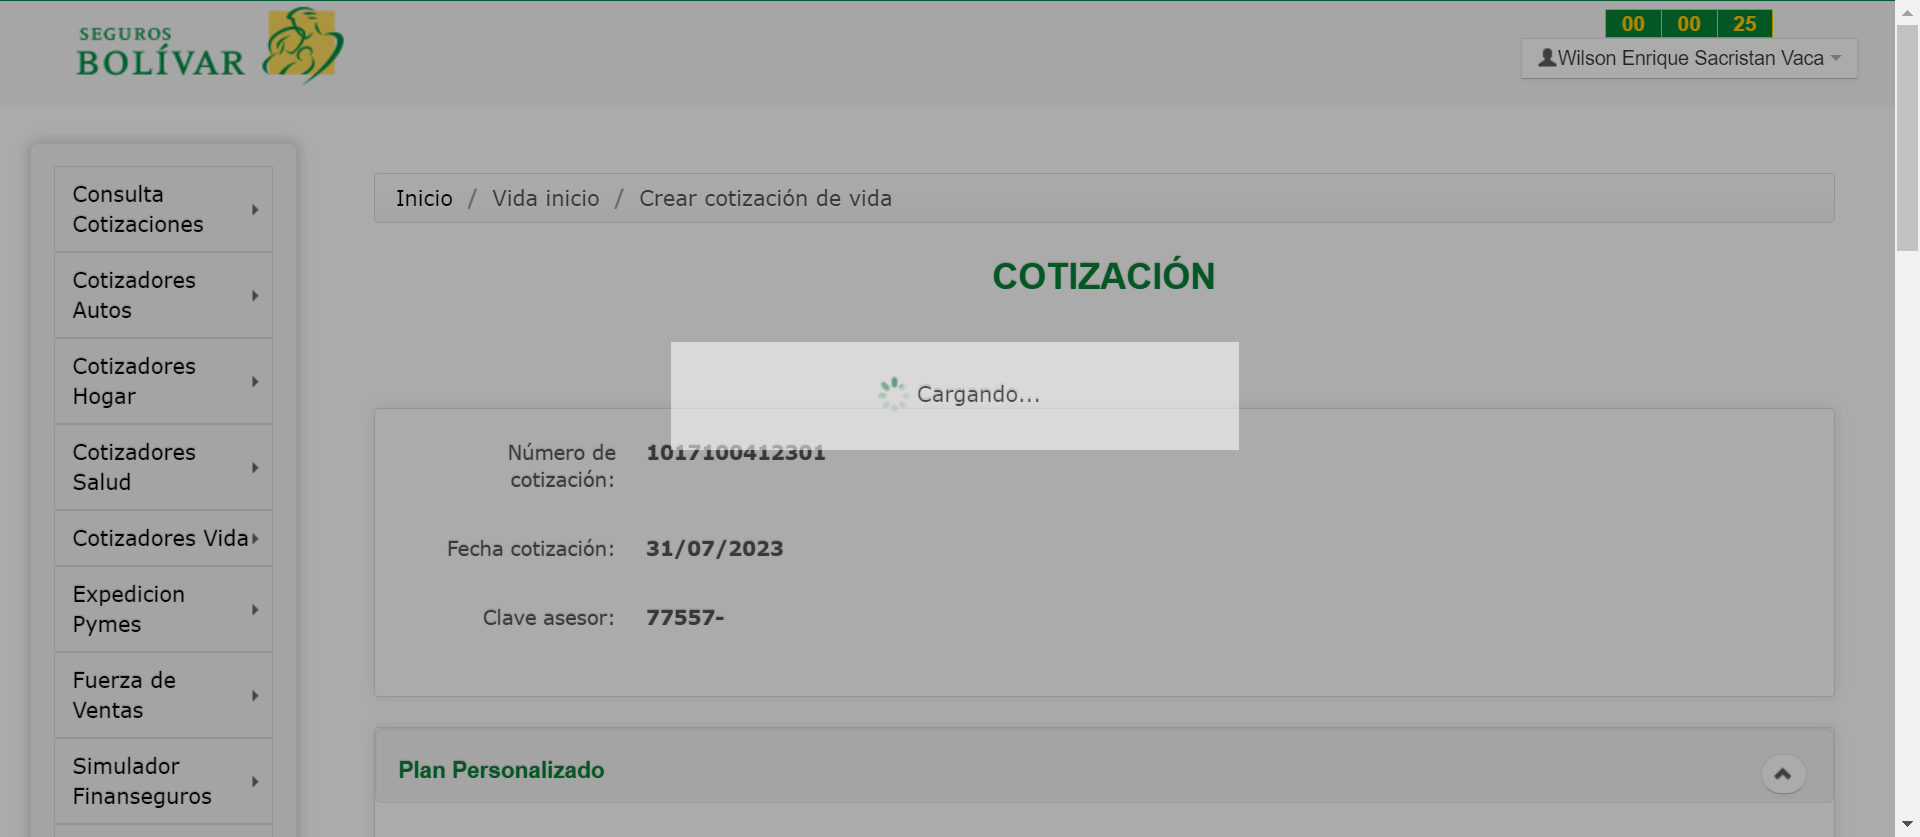 SEGUROS
BOLÍVAR
00 00 25
Wilson Enrique Sacristan Vaca
Consulta
Cotizaciones
Cotizadores
Autos
Cotizadores
Hogar
Cotizadores
Salud
Cotizadores Vida
Expedicion
Pymes
Fuerza de
Ventas
Simulador
Finanseguros
Inicio / Vida inicio / Crear cotización de vida
COTIZACIÓN
Cargando...
Número de
cotización:
1017100412301
Fecha cotización: 31/07/2023
Clave asesor: 77557-
Plan Personalizado